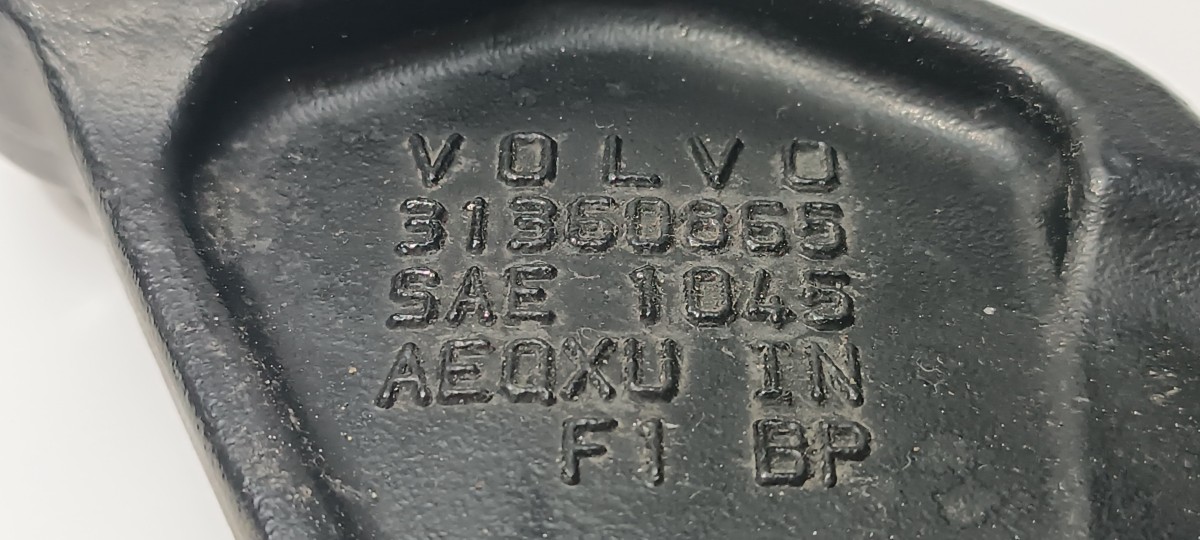 VOLVO
31360865
SAE 1045
AEQXU IN
F1 BP